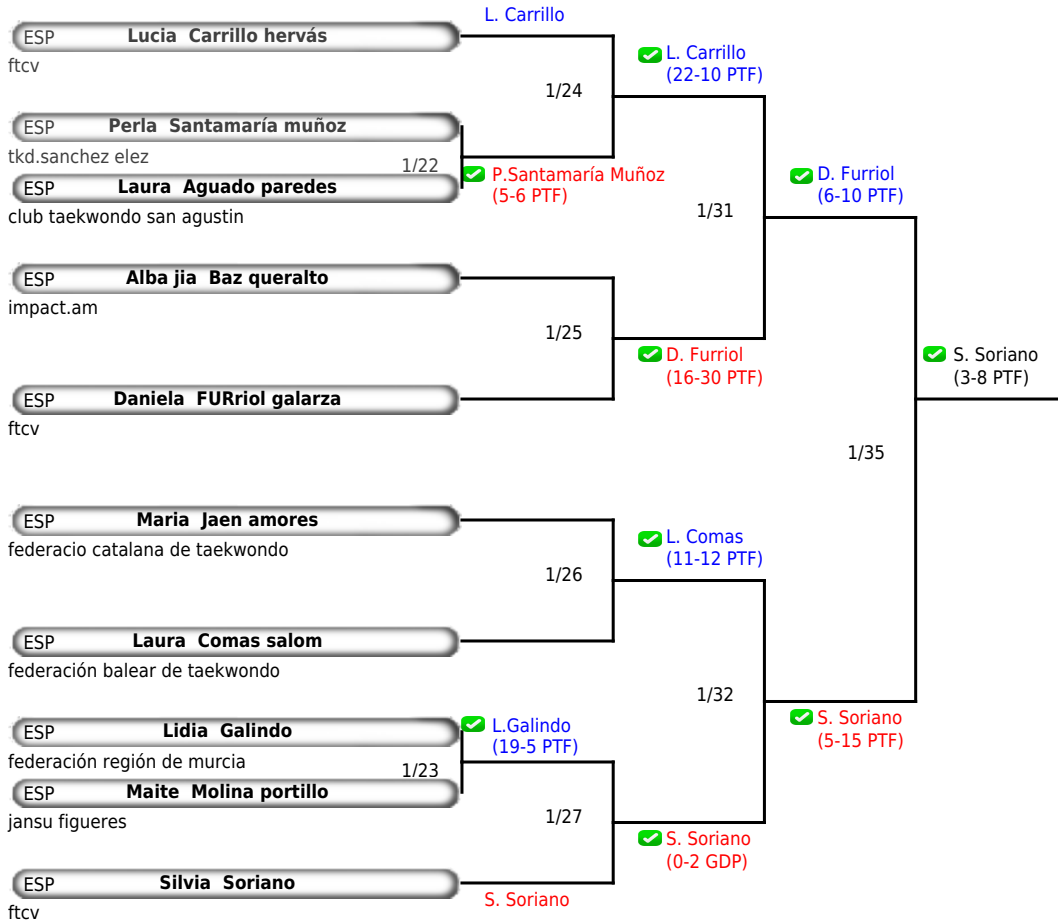 L. Carrillo
ESP Lucia Carrillo hervás
ftcv
L. Carrillo
(22-10 PTF)
1/24
ESP Perla Santamaría muñoz
tkd.sanchez elez
1/22
P.Santamaría Muñoz
(5-6 PTF)
ESP Laura Aguado paredes
club taekwondo san agustin
D. Furriol
(6-10 PTF)
1/31
ESP Alba jia Baz queralto
impact.am
1/25
D. Furriol
(16-30 PTF)
S. Soriano
(3-8 PTF)
ESP Daniela FURriol galarza
ftcv
1/35
ESP Maria Jaen amores
federacio catalana de taekwondo
L. Comas
(11-12 PTF)
1/26
ESP Laura Comas salom
federación balear de taekwondo
1/32
S. Soriano
(5-15 PTF)
ESP Lidia Galindo
federación región de murcia
L.Galindo
(19-5 PTF)
1/23
ESP Maite Molina portillo
jansu figueres
1/27
S. Soriano
(0-2 GDP)
ESP Silvia Soriano
ftcv
S. Soriano